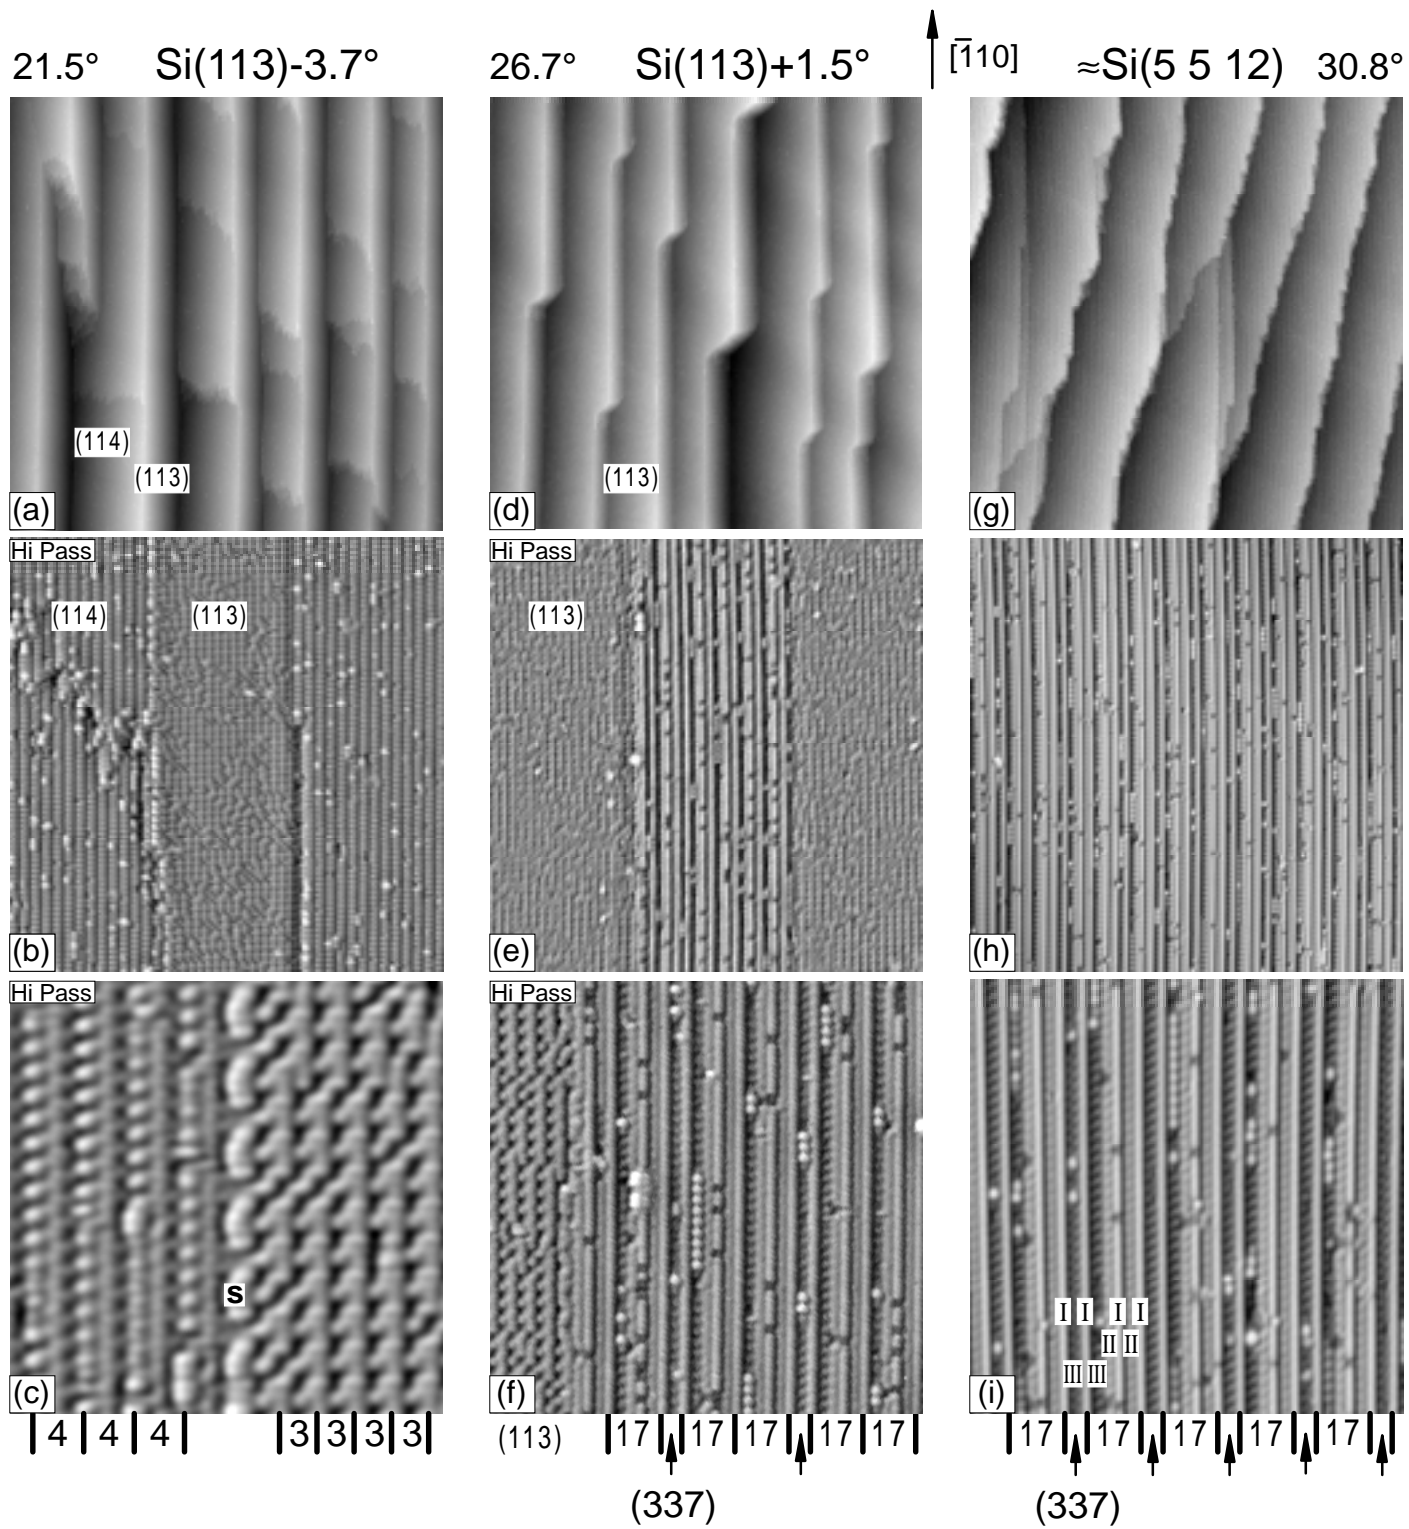 21.5° Si(113)-3.7° 26.7° Si(113)+1.5° [1̄10] ≈Si(5 5 12) 30.8°
(114)
(113)
(a)
(113)
(d)
(g)
Hi Pass
(114) (113)
(b)
Hi Pass
(113)
(e)
(h)
Hi Pass
s
(c)
4 4 4 3 3 3 3
Hi Pass
(f)
(113) 17 17 17 17 17
(337)
I I I I
II II
III III
(i)
17 17 17 17 17
(337)